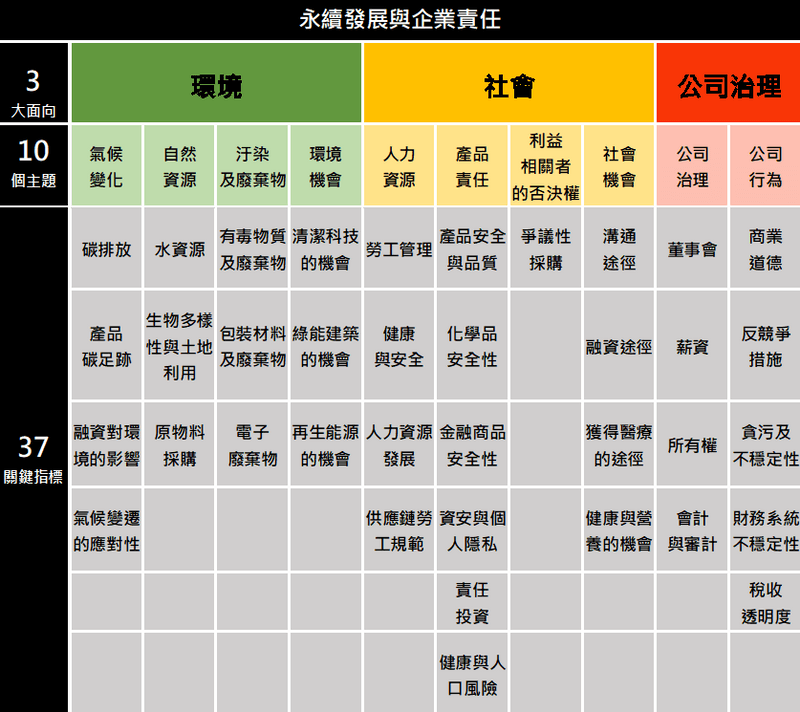 永續發展與企業責任
3
大面向
環境
社會
公司治理
10
個主題
氣候
變化
自然
資源
汙染
及廢棄物
環境
機會
人力
資源
產品
責任
利益
相關者
的否決權
社會
機會
公司
治理
公司
行為
37
關鍵指標
碳排放
水資源
有毒物質
及廢棄物
清潔科技
的機會
勞工管理
產品安全
與品質
爭議性
採購
溝通
途徑
董事會
商業
道德
產品
碳足跡
生物多樣
性與土地
利用
包裝材料
及廢棄物
綠能建築
的機會
健康
與安全
化學品
安全性
融資途徑
薪資
反競爭
措施
融資對環
境的影響
原物料
採購
電子
廢棄物
再生能源
的機會
人力資源
發展
金融商品
安全性
獲得醫療
的途徑
所有權
貪污及
不穩定性
氣候變遷
的應對性
供應鏈勞
工規範
資安與個
人隱私
健康與營
養的機會
會計
與審計
財務系統
不穩定性
責任
投資
稅收
透明度
健康與人
口風險